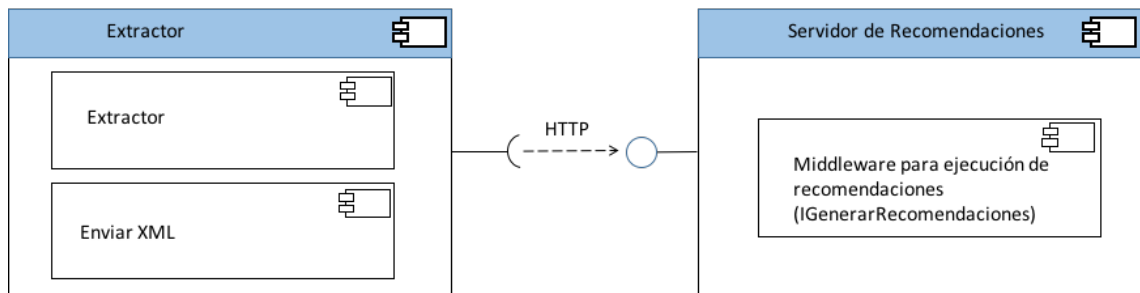 Extractor
Servidor de Recomendaciones
Extractor
Enviar XML
HTTP
Middleware para ejecución de
recomendaciones
(IGenerarRecomendaciones)